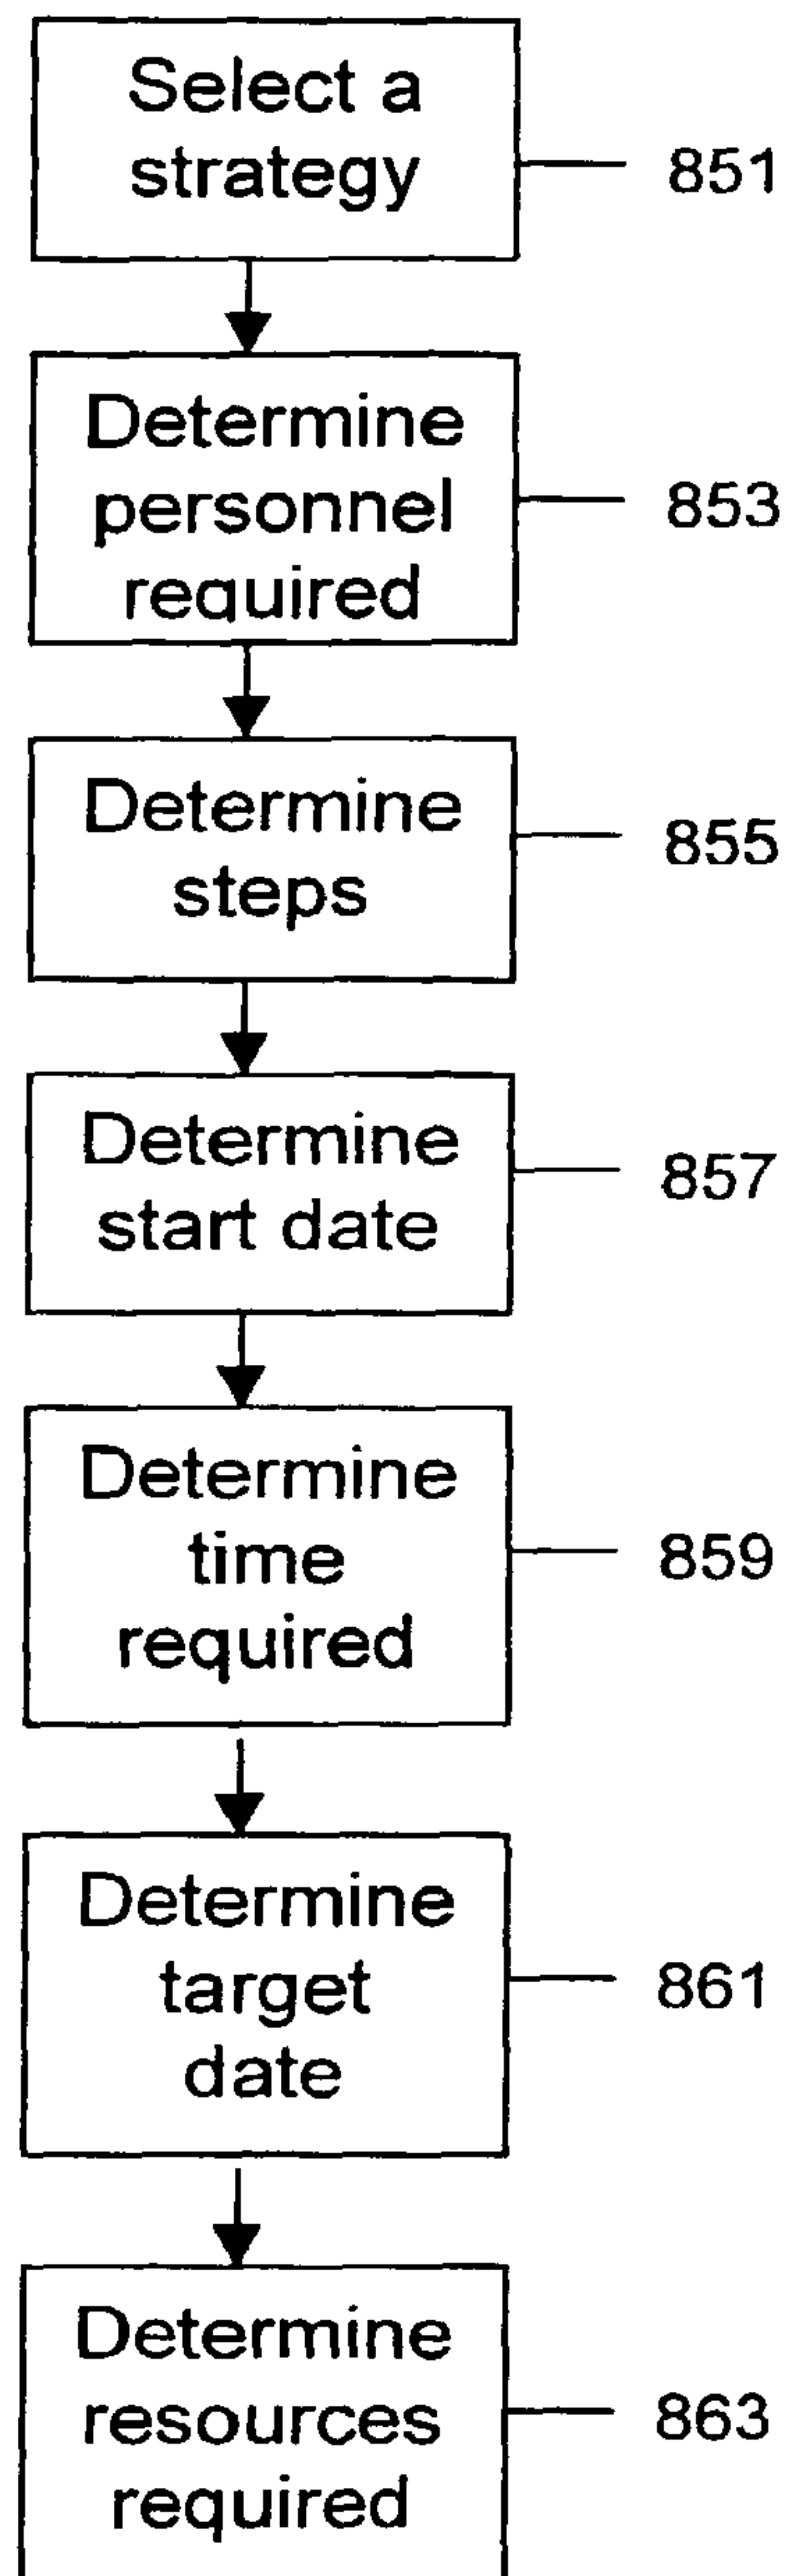 Select a
strategy
851
Determine
personnel
required
853
Determine
steps
855
Determine
start date
857
Determine
time
required
859
Determine
target
date
861
Determine
resources
required
863